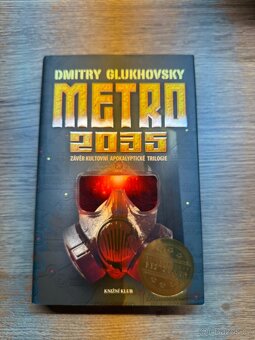 DMITRY GLUKHOVSKY
METRO
2035
ZÁVĚR KULTOVNÍ APOKALYPTICKÉ TRILOGIE
KNIŽNÍ KLUB